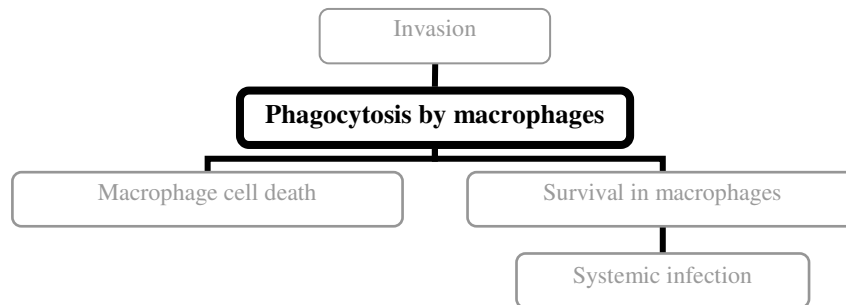 Invasion
Phagocytosis by macrophages
Macrophage cell death
Survival in macrophages
Systemic infection